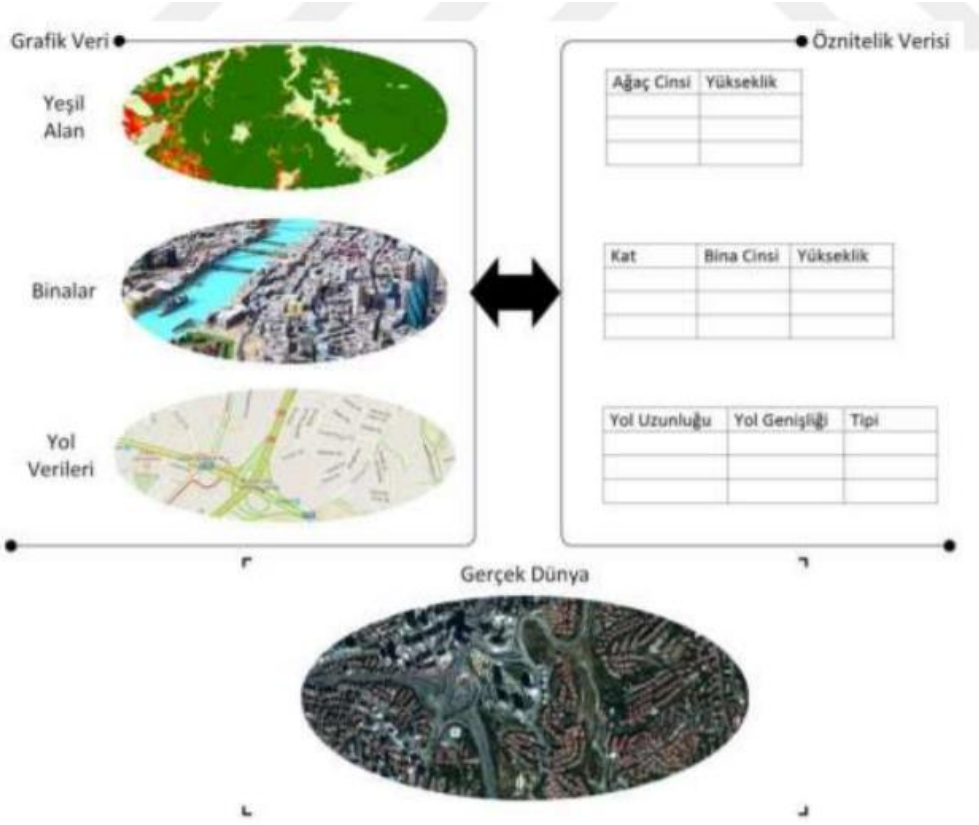 Grafik Veri
Öznitelik Verisi
Yeşil
Alan
Ağaç Cinsi Yükseklik
Binalar
Kat Bina Cinsi Yükseklik
Yol
Verileri
Yol Uzunluğu Yol Genişliği Tipi
Gerçek Dünya